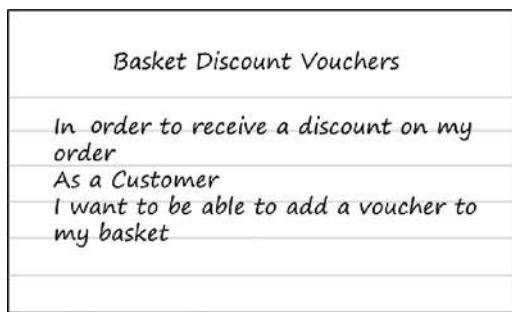 Basket Discount Vouchers
In order to receive a discount on my
order
As a Customer
I want to be able to add a voucher to
my basket